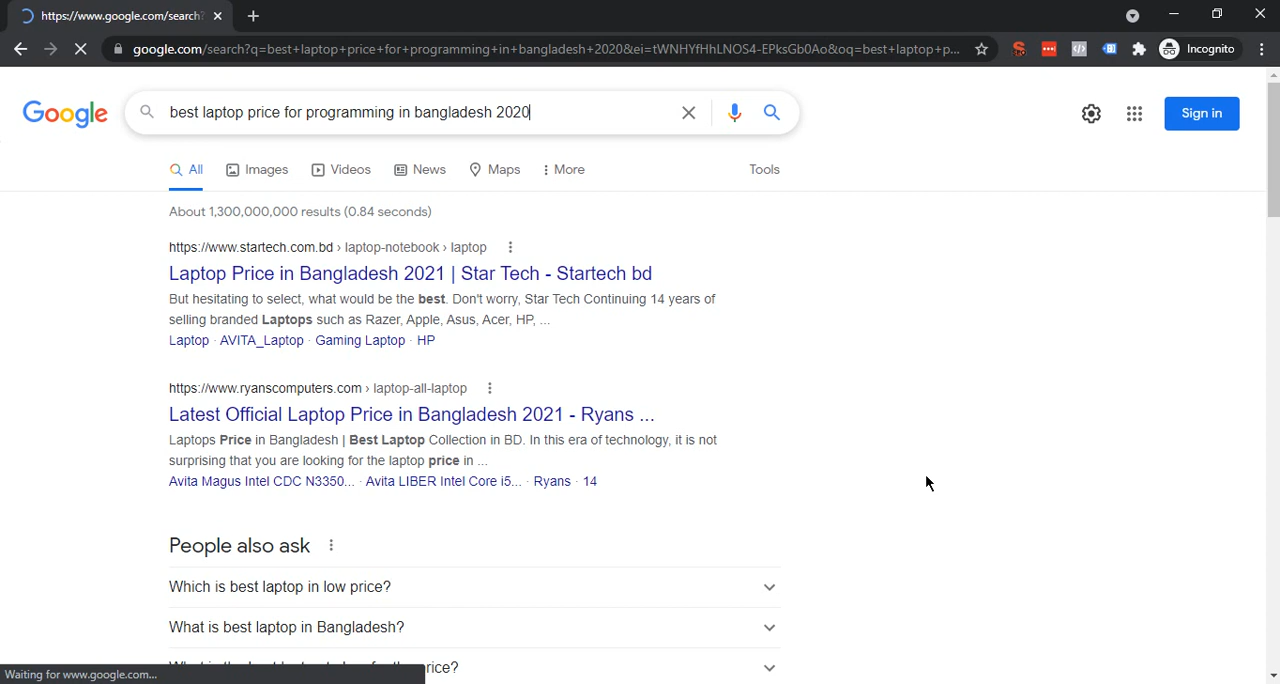 https://www.google.com/search?
google.com/search?q=best+laptop+price+for+programming+in+bangladesh+2020&ei=tWNHYfHhLNOS4-EPksGb0Ao&oq=best+laptop+p...
Incognito
Google
best laptop price for programming in bangladesh 2020
Sign in
All Images Videos News Maps More Tools
About 1,300,000,000 results (0.84 seconds)
https://www.startech.com.bd › laptop-notebook › laptop
Laptop Price in Bangladesh 2021 | Star Tech - Startech bd
But hesitating to select, what would be the best. Don't worry, Star Tech Continuing 14 years of
selling branded Laptops such as Razer, Apple, Asus, Acer, HP, ...
Laptop · AVITA_Laptop · Gaming Laptop · HP
https://www.ryanscomputers.com › laptop-all-laptop
Latest Official Laptop Price in Bangladesh 2021 - Ryans ...
Laptops Price in Bangladesh | Best Laptop Collection in BD. In this era of technology, it is not
surprising that you are looking for the laptop price in ...
Avita Magus Intel CDC N3350... · Avita LIBER Intel Core i5... · Ryans · 14
People also ask
Which is best laptop in low price?
What is best laptop in Bangladesh?
rice?
Waiting for www.google.com...